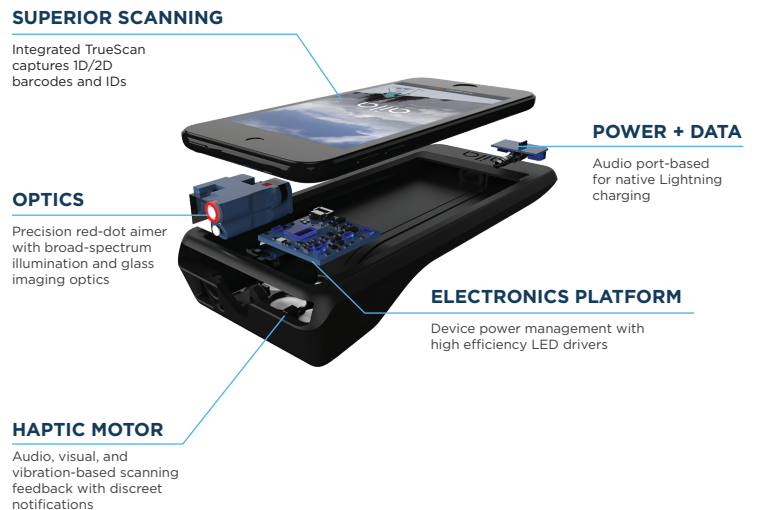 SUPERIOR SCANNING
Integrated TrueScan
captures 1D/2D
barcodes and IDs
POWER + DATA
Audio port-based
for native Lightning
charging
OPTICS
Precision red-dot aimer
with broad-spectrum
illumination and glass
imaging optics
ELECTRONICS PLATFORM
Device power management with
high efficiency LED drivers
HAPTIC MOTOR
Audio, visual, and
vibration-based scanning
feedback with discreet
notifications